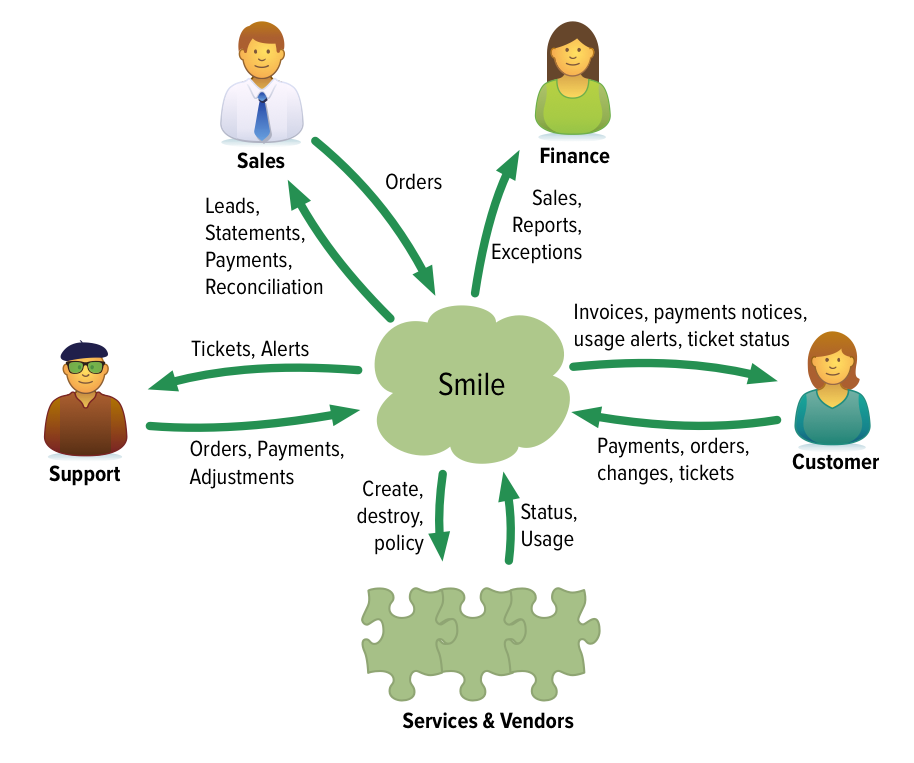 Sales
Finance
Orders
Leads,
Statements,
Payments,
Reconciliation
Sales,
Reports,
Exceptions
Invoices, payments notices,
usage alerts, ticket status
Tickets, Alerts
Smile
Orders, Payments,
Adjustments
Support
Payments, orders,
changes, tickets
Customer
Create,
destroy,
policy
Status,
Usage
Services & Vendors